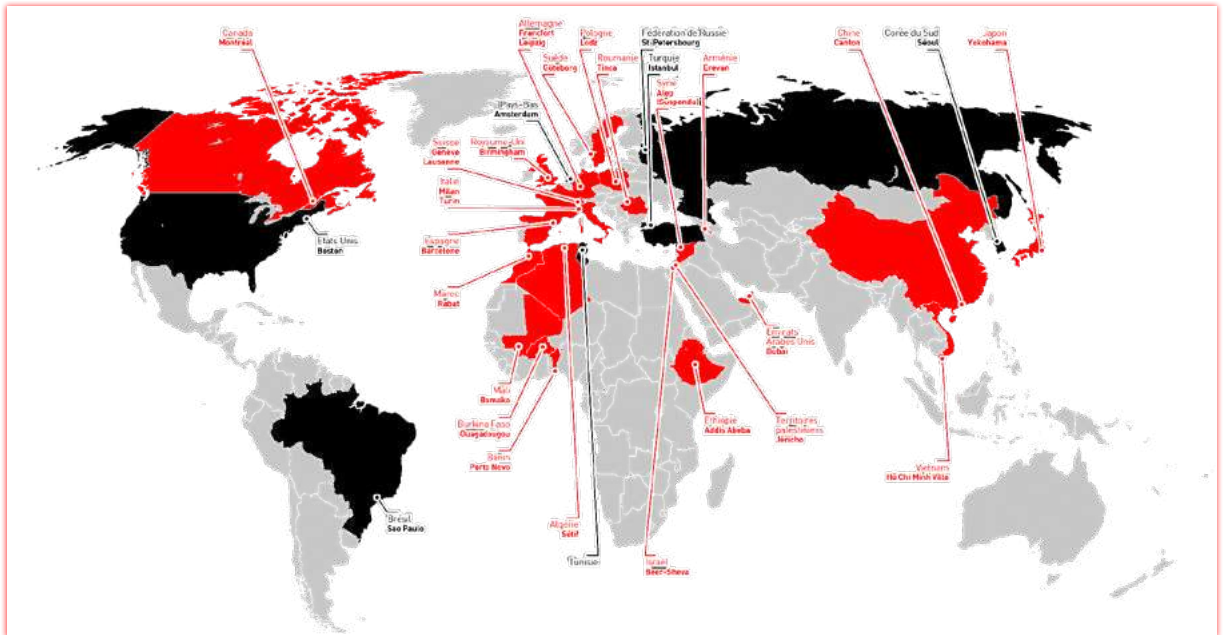 Canada
Montréal
Allemagne
Francfort
Leipzig
Pologne
Lodz
Fédération de Russie
St-Petersbourg
Chine
Canton
Corée du Sud
Séoul
Japon
Yokohama
Suède
Göteborg
Roumanie
Tinca
Turquie
Istanbul
Arménie
Erevan
Syrie
Alep
(Suspendu)
Pays-Bas
Amsterdam
Suisse
Genève
Lausanne
Royaume-Uni
Birmingham
Italie
Milan
Turin
Etats Unis
Boston
Espagne
Barcelone
Maroc
Rabat
Emirats
Arabes Unis
Dubai
Mali
Bamako
Burkina Faso
Ouagadougou
Bénin
Porto Novo
Ethiopie
Addis Abeba
Territoires
palestiniens
Jéricho
Vietnam
Hô Chi Minh Ville
Brésil
Sao Paulo
Algérie
Sétif
Tunisie
Israël
Beer-Sheva